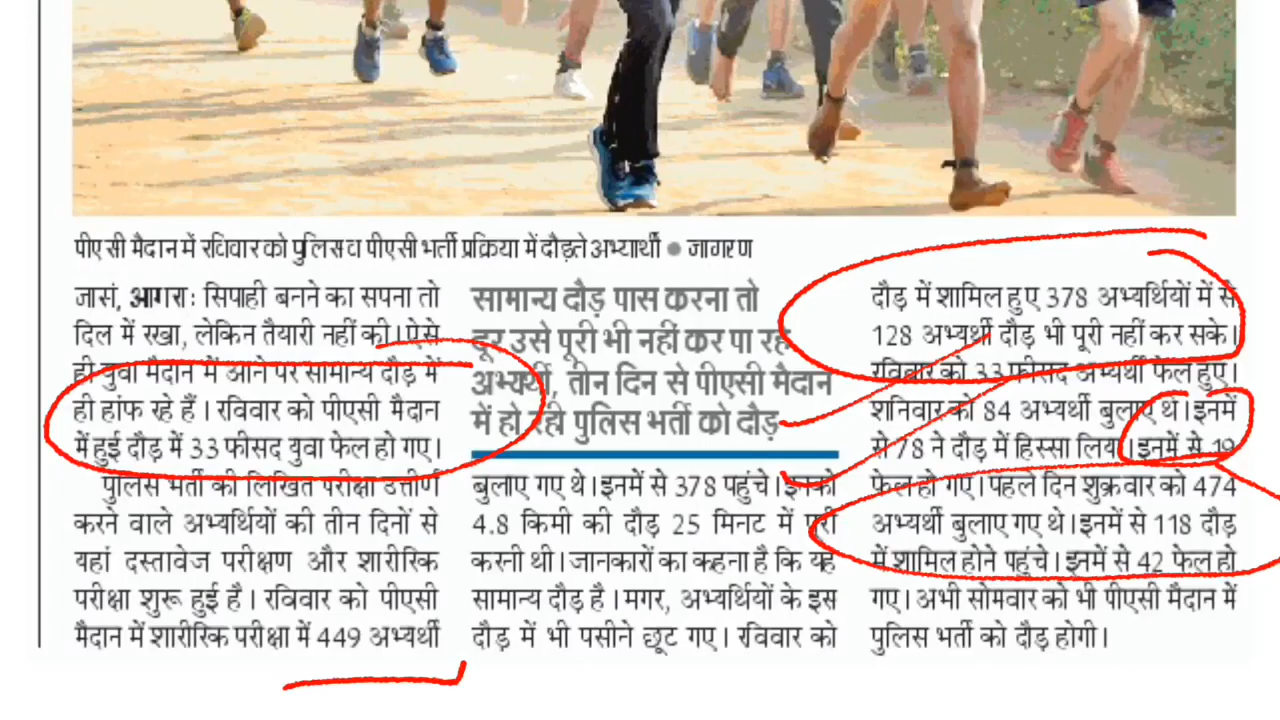 पीएसी मैदान में रविवार को पुलिस व पीएसी भर्ती प्रक्रिया में दौड़ते अभ्यार्थी ● जागरण
जासं, आगरा: सिपाही बनने का सपना तो
दिल में रखा, लेकिन तैयारी नहीं की। ऐसे
ही युवा मैदान में आने पर सामान्य दौड़ में
ही हांफ रहे हैं। रविवार को पीएसी मैदान
में हुई दौड़ में 33 फीसद युवा फेल हो गए।
पुलिस भर्ती की लिखित परीक्षा उत्तीर्ण
करने वाले अभ्यर्थियों की तीन दिनों से
यहां दस्तावेज परीक्षण और शारीरिक
परीक्षा शुरू हुई है। रविवार को पीएसी
मैदान में शारीरिक परीक्षा में 449 अभ्यर्थी
सामान्य दौड़ पास करना तो
दूर उसे पूरी भी नहीं कर पा रहे
अभ्यर्थी, तीन दिन से पीएसी मैदान
में हो रही पुलिस भर्ती को दौड़
बुलाए गए थे। इनमें से 378 पहुंचे। इनको
4.8 किमी की दौड़ 25 मिनट में पूरी
करनी थी। जानकारों का कहना है कि यह
सामान्य दौड़ है। मगर, अभ्यर्थियों के इस
दौड़ में भी पसीने छूट गए। रविवार को
दौड़ में शामिल हुए 378 अभ्यर्थियों में से
128 अभ्यर्थी दौड़ भी पूरी नहीं कर सके।
रविवार को 33 फीसद अभ्यर्थी फेल हुए।
शनिवार को 84 अभ्यर्थी बुलाए थे। इनमें
से 78 ने दौड़ में हिस्सा लिया। इनमें से 19
फेल हो गए। पहले दिन शुक्रवार को 474
अभ्यर्थी बुलाए गए थे। इनमें से 118 दौड़
में शामिल होने पहुंचे। इनमें से 42 फेल हो
गए। अभी सोमवार को भी पीएसी मैदान में
पुलिस भर्ती को दौड़ होगी।